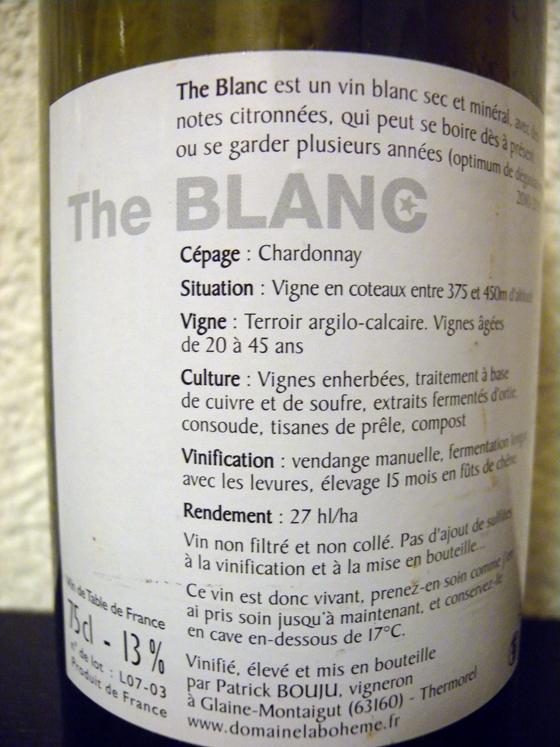 The Blanc est un vin blanc sec et minéral, avec des
notes citronnées, qui peut se boire dès à présent
ou se garder plusieurs années (optimum de
The BLANC
Cépage : Chardonnay
Situation : Vigne en coteaux entre 375 et 450m
Vigne : Terroir argilo-calcaire. Vignes âgées
de 20 à 45 ans
Culture : Vignes enherbées, traitement à base
de cuivre et de soufre, extraits fermentés d'ortie,
consoude, tisanes de prêle, compost
Vinification : vendange manuelle, fermentation longue
avec les levures, élevage 15 mois en fûts de chêne
Rendement : 27 hl/ha
Vin non filtré et non collé. Pas d'ajout de sulfites
à la vinification et à la mise en bouteille...
Ce vin est donc vivant, prenez-en soin comme j'en
ai pris soin jusqu'à maintenant, et conservez-le
en cave en-dessous de 17°C.
Vin de Table de France
75cl - 13 %
n° de lot : L07-03
Produit de France
Vinifié, élevé et mis en bouteille
par Patrick BOUJU, vigneron
à Glaine-Montaigut (63160) - Thermorel
www.domainelaboheme.fr